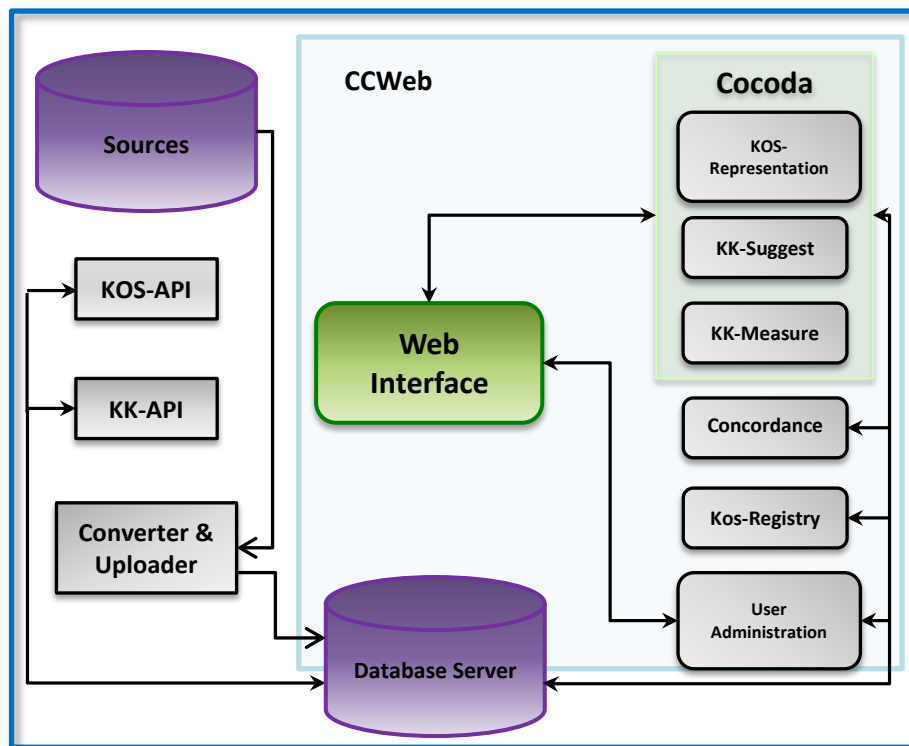 Sources
KOS-API
KK-API
Converter &
Uploader
CCWeb
Web
Interface
Database Server
Cocoda
KOS-
Representation
KK-Suggest
KK-Measure
Concordance
Kos-Registry
User
Administration